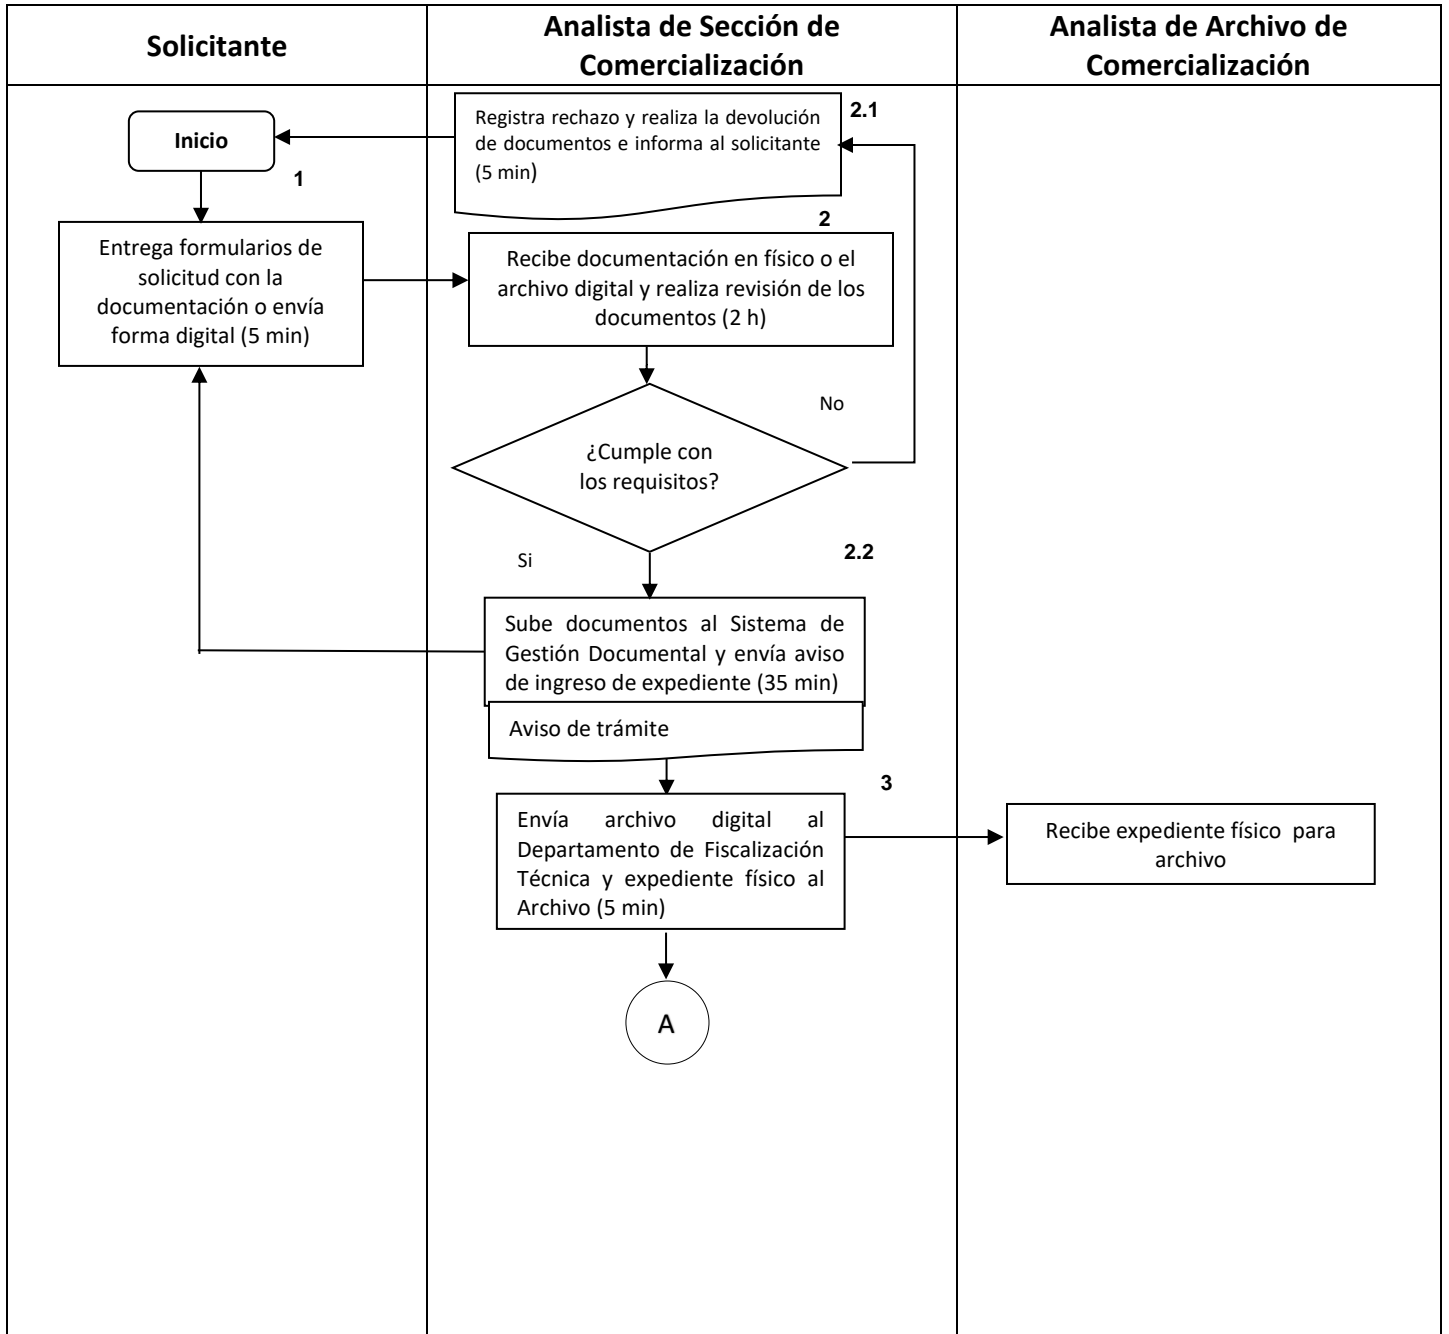 Solicitante
Analista de Sección de
Comercialización
Analista de Archivo de
Comercialización
Inicio
Registra rechazo y realiza la devolución
de documentos e informa al solicitante
(5 min)
2.1
1
2
Entrega formularios de
solicitud con la
documentación o envía
forma digital (5 min)
Recibe documentación en físico o el
archivo digital y realiza revisión de los
documentos (2 h)
No
¿Cumple con
los requisitos?
Si
2.2
Sube documentos al Sistema de
Gestión Documental y envía aviso
de ingreso de expediente (35 min)
Aviso de trámite
3
Envía archivo digital al
Departamento de Fiscalización
Técnica y expediente físico al
Archivo (5 min)
Recibe expediente físico para
archivo
A